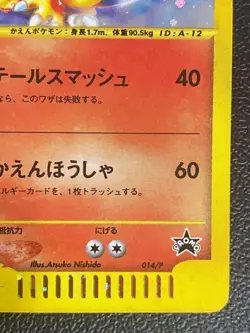 かえんポケモン：身長1.7m、体重90.5kg ID:A-12
テールスマッシュ 40
なら、このワザは失敗する。
かえんほうしゃ 60
ルギーカードを、1枚トラッシュする。
抵抗力 にげる
Illus.Atsuko Nishida 014/P
PROMO